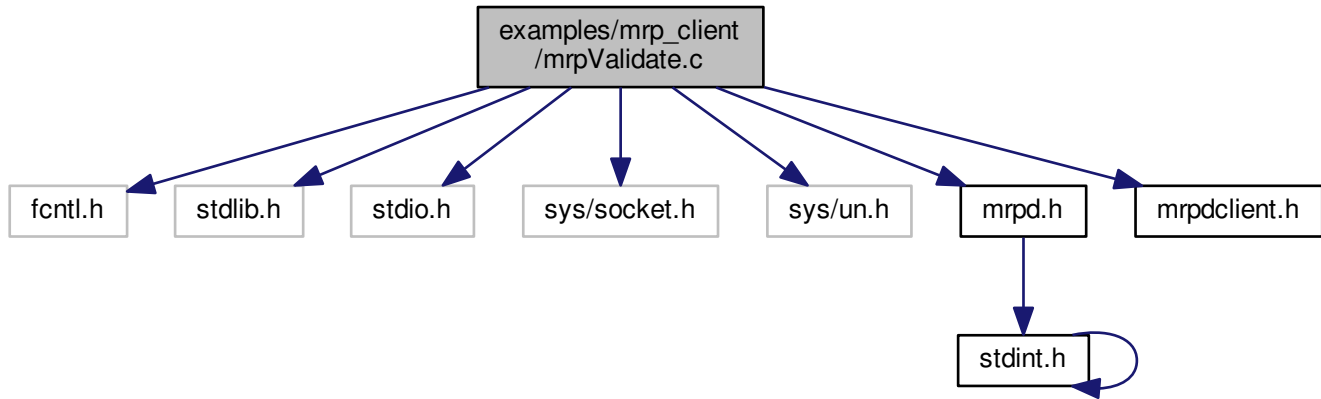 examples/mrp_client
/mrpValidate.c
fcntl.h
stdlib.h
stdio.h
sys/socket.h
sys/un.h
mrpd.h
mrpdclient.h
stdint.h